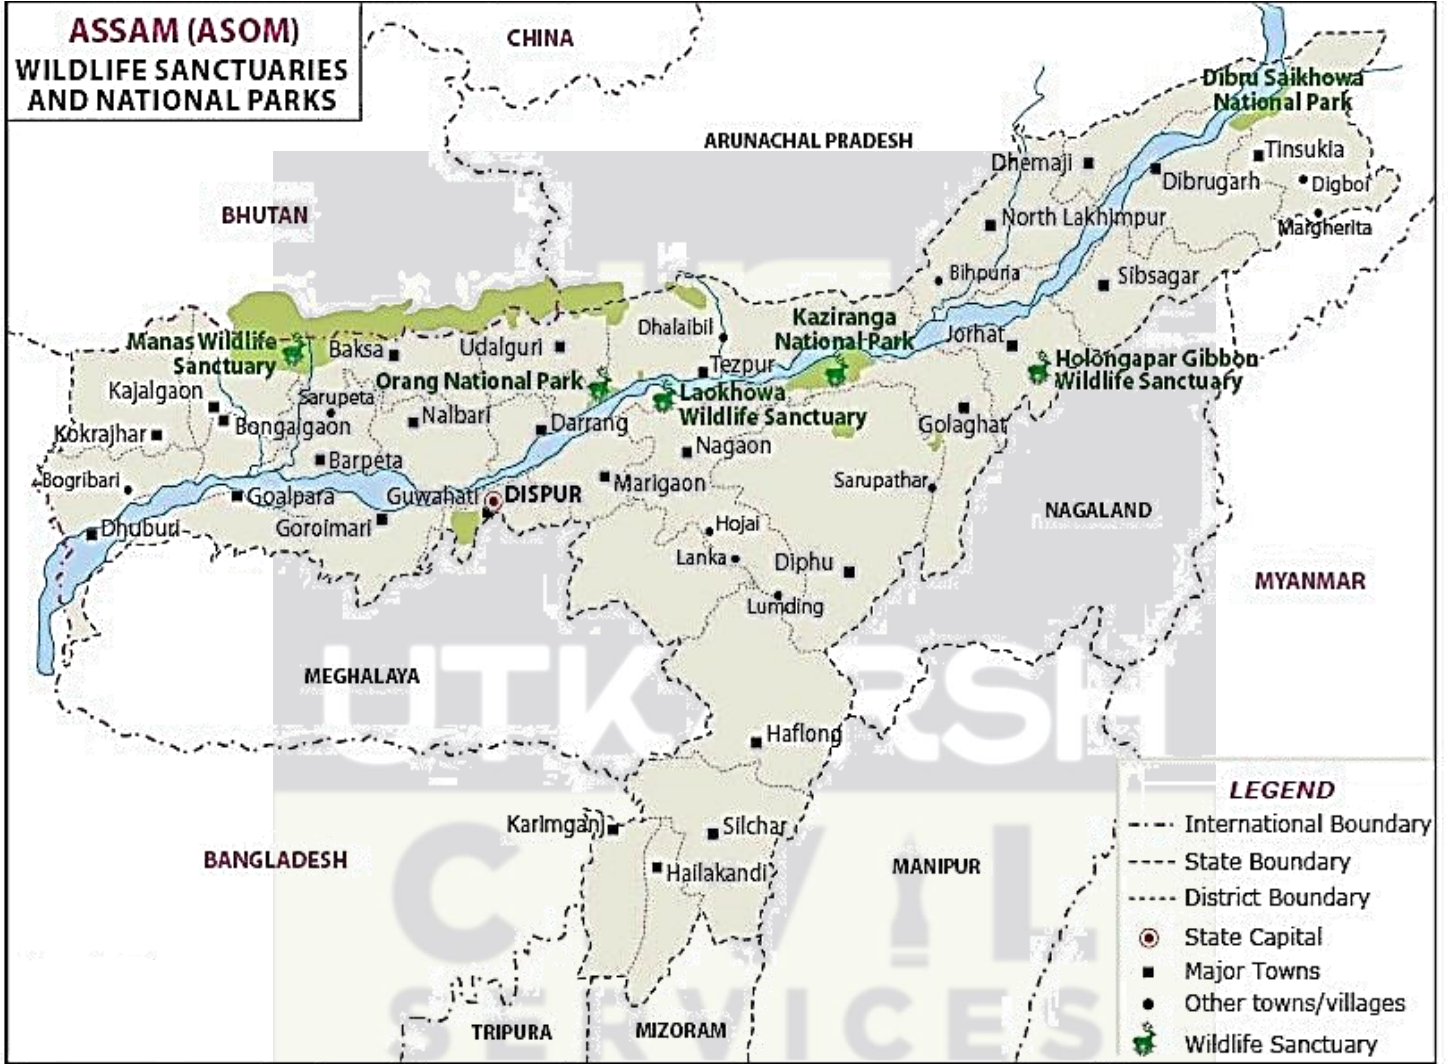 ASSAM (ASOM)
WILDLIFE SANCTUARIES
AND NATIONAL PARKS
CHINA
Dibru Saikhowa
National Park
ARUNACHAL PRADESH
Dhemaji
Tinsukia
Dibrugarh
Digboi
BHUTAN
North Lakhimpur
Margherita
Bihpuria
Sibsagar
Dhalaibil
Kaziranga
National Park
Jorhat
Manas Wildlife
Sanctuary
Baksa
Udalguri
Tezpur
Holongapar Gibbon
Wildlife Sanctuary
Orang National Park
Kajalgaon
Sarupeta
Laokhowa
Wildlife Sanctuary
Nalbari
Darrang
Golaghat
Kokrajhar
Bongaigaon
Nagaon
Barpeta
Bogribari
Goalpara
Guwahati
DISPUR
Marigaon
Sarupathar
NAGALAND
Dhuburi
Goroimari
Hojai
Lanka
Diphu
MYANMAR
Lumding
MEGHALAYA
UTKARSH
Haflong
LEGEND
International Boundary
State Boundary
District Boundary
State Capital
Major Towns
Other towns/villages
Wildlife Sanctuary
Karimganj
Silchar
BANGLADESH
Hailakandi
MANIPUR
CIVIL
SERVICES
TRIPURA
MIZORAM